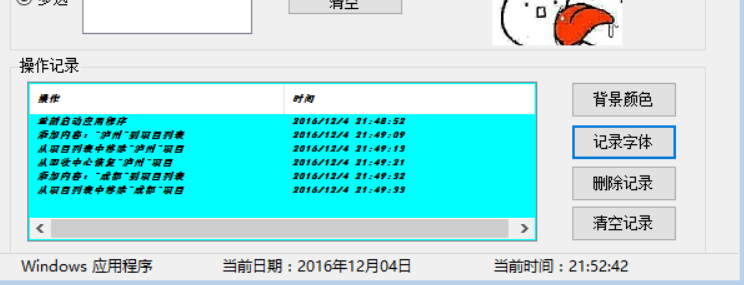 多选
清空
操作记录
操作 时间
重新启动应用程序 2016/12/4 21:48:52
添加内容："泸州"到项目列表 2016/12/4 21:49:09
从项目列表中移除"泸州"项目 2016/12/4 21:49:13
从回收中心恢复"泸州"项目 2016/12/4 21:49:21
添加内容："成都"到项目列表 2016/12/4 21:49:32
从项目列表中移除"成都"项目 2016/12/4 21:49:33
背景颜色
记录字体
删除记录
清空记录
Windows 应用程序 当前日期：2016年12月04日 当前时间：21:52:42